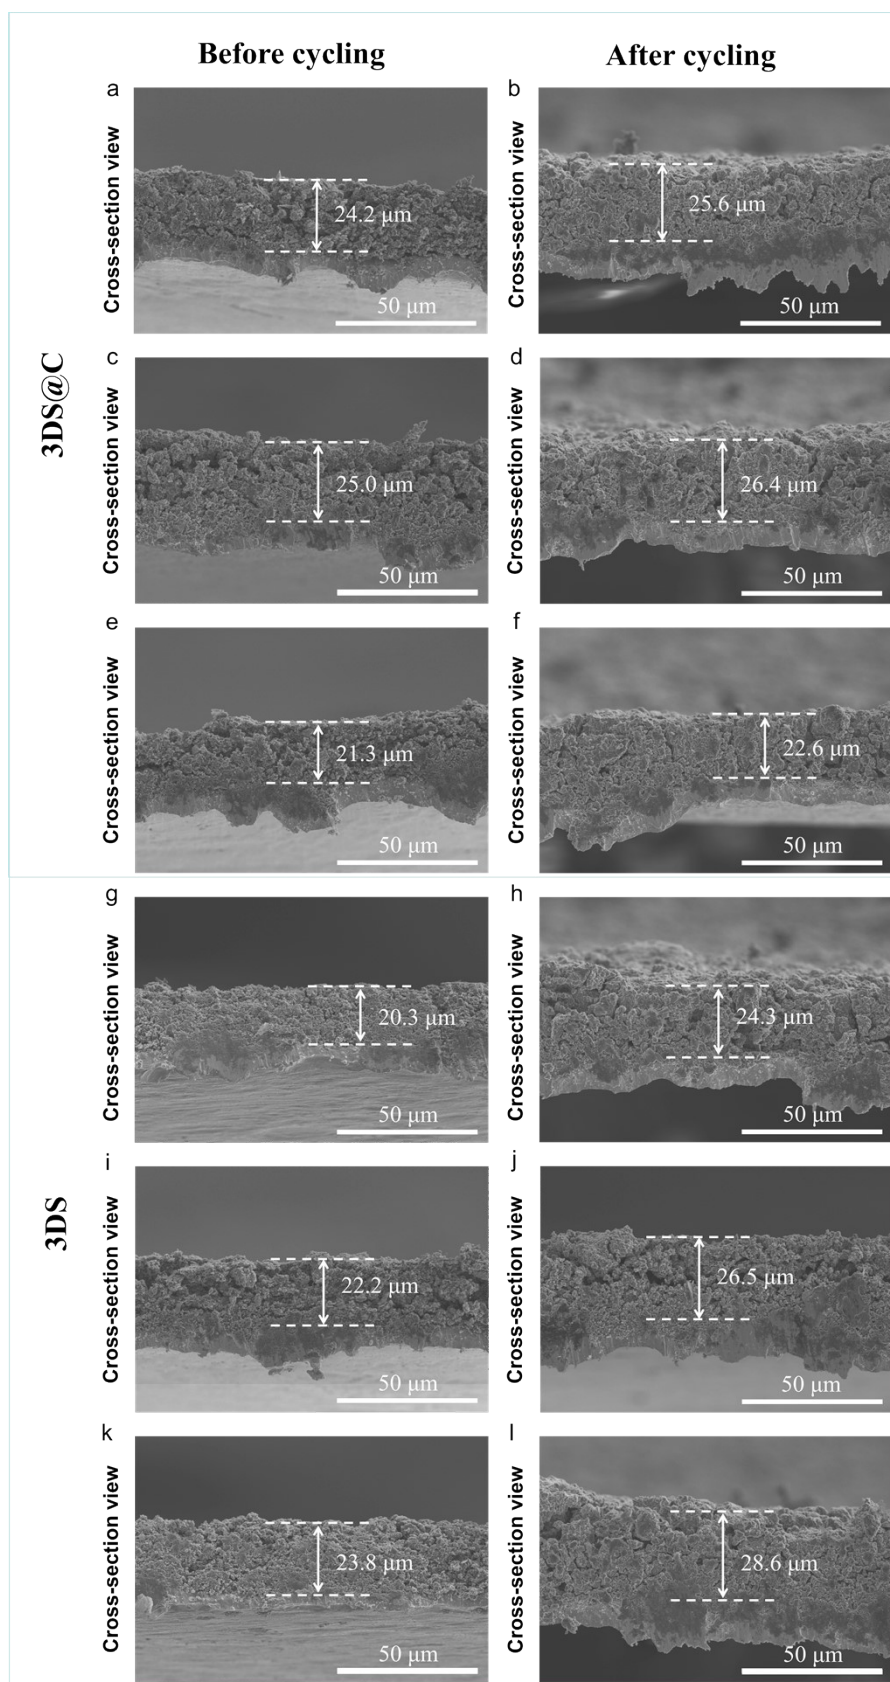 Before cycling
After cycling
3DS@C
a
Cross-section view
24.2 μm
50 μm
b
Cross-section view
25.6 μm
50 μm
c
Cross-section view
25.0 μm
50 μm
d
Cross-section view
26.4 μm
50 μm
e
Cross-section view
21.3 μm
50 μm
f
Cross-section view
22.6 μm
50 μm
3DS
g
Cross-section view
20.3 μm
50 μm
h
Cross-section view
24.3 μm
50 μm
i
Cross-section view
22.2 μm
50 μm
j
Cross-section view
26.5 μm
50 μm
k
Cross-section view
23.8 μm
50 μm
l
Cross-section view
28.6 μm
50 μm